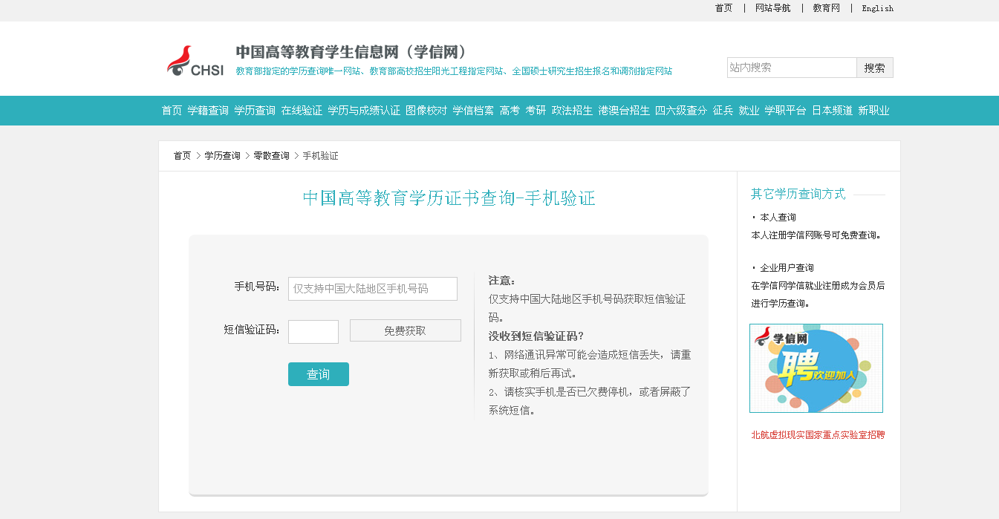 首页 | 网站导航 | 教育网 | English
CHSI
中国高等教育学生信息网（学信网）
教育部指定的学历查询唯一网站、教育部高校招生阳光工程指定网站、全国硕士研究生招生报名和调剂指定网站
站内搜索 搜索
首页 学籍查询 学历查询 在线验证 学历与成绩认证 图像校对 学信档案 高考 考研 政法招生 港澳台招生 四六级查分 征兵 就业 学职平台 日本频道 新职业
首页 > 学历查询 > 零散查询 > 手机验证
中国高等教育学历证书查询-手机验证
手机号码： 仅支持中国大陆地区手机号码
短信验证码： 免费获取
查询
注意：
仅支持中国大陆地区手机号码获取短信验证
码。
没收到短信验证码？
1、网络通讯异常可能会造成短信丢失，请重
新获取或稍后再试。
2、请核实手机是否已欠费停机，或者屏蔽了
系统短信。
其它学历查询方式
· 本人查询
本人注册学信网账号可免费查询。
· 企业用户查询
在学信网学信就业注册成为会员后
进行学历查询。
学信网
聘
欢迎加入
北航虚拟现实国家重点实验室招聘